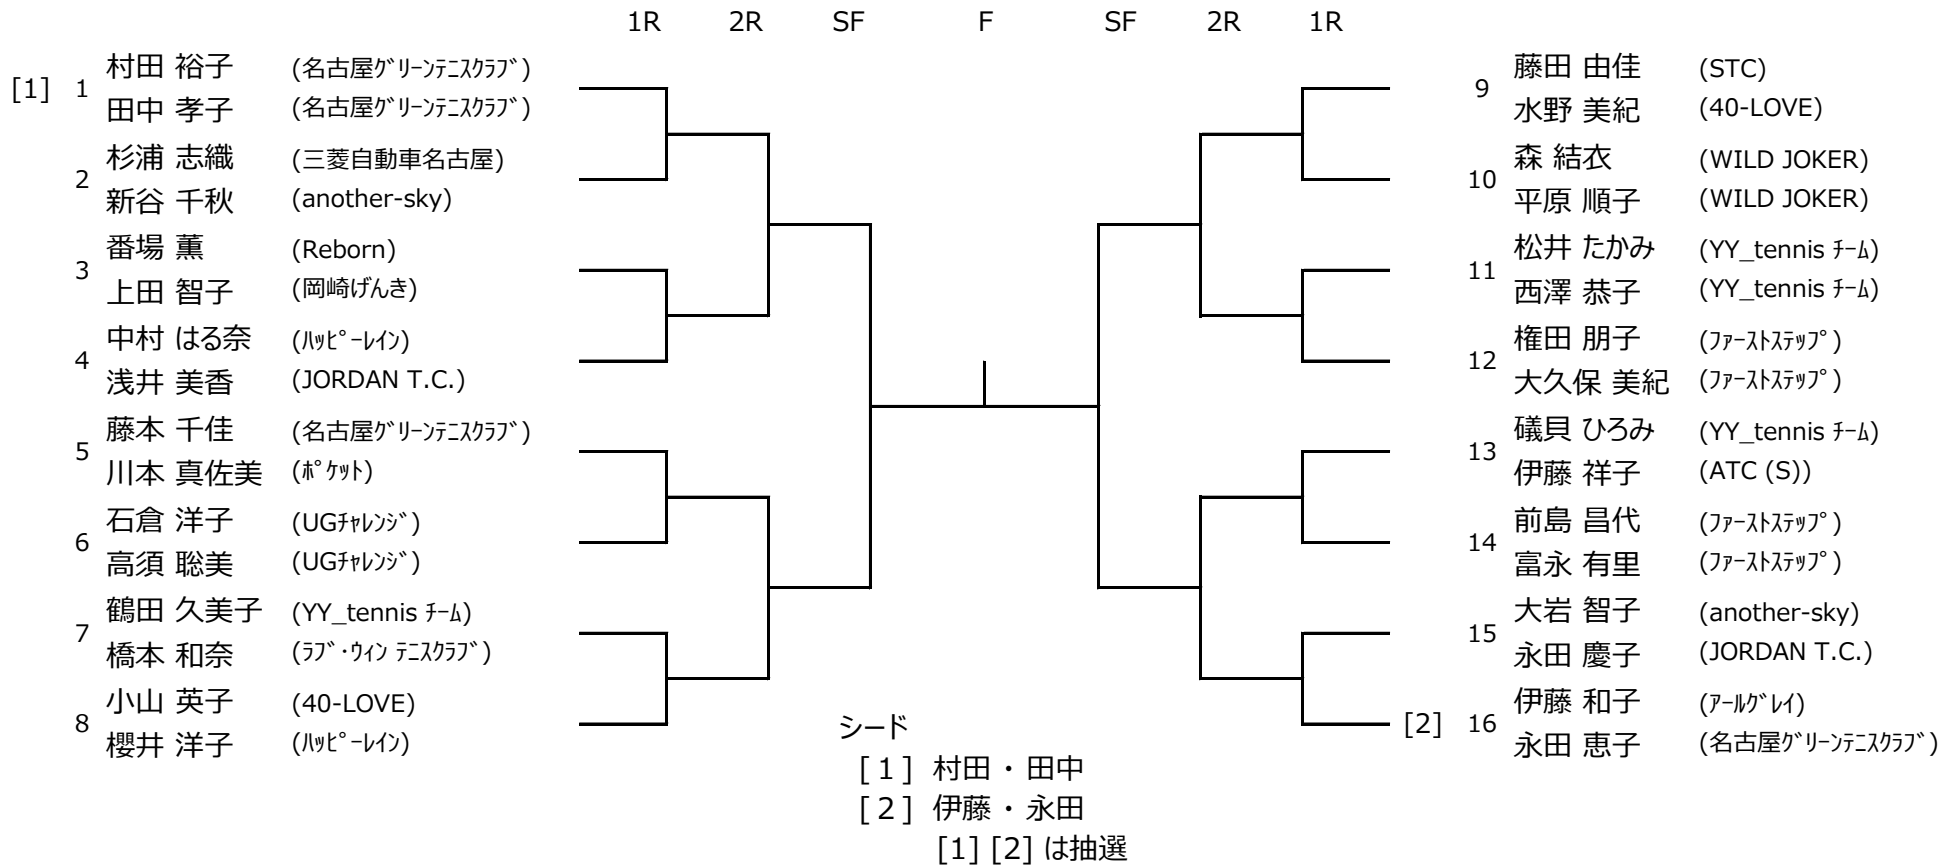 1R 2R SF F SF 2R 1R
[1] 1 村田 裕子 (名古屋グリーンテニスクラブ)
田中 孝子 (名古屋グリーンテニスクラブ)
2 杉浦 志織 (三菱自動車名古屋)
新谷 千秋 (another-sky)
3 番場 薫 (Reborn)
上田 智子 (岡崎げんき)
4 中村 はる奈 (ハッピーレイン)
浅井 美香 (JORDAN T.C.)
5 藤本 千佳 (名古屋グリーンテニスクラブ)
川本 真佐美 (ポケット)
6 石倉 洋子 (UGチャレンジ)
高須 聡美 (UGチャレンジ)
7 鶴田 久美子 (YY_tennis チーム)
橋本 和奈 (ラブ・ウィン テニスクラブ)
8 小山 英子 (40-LOVE)
櫻井 洋子 (ハッピーレイン)
9 藤田 由佳 (STC)
水野 美紀 (40-LOVE)
10 森 結衣 (WILD JOKER)
平原 順子 (WILD JOKER)
11 松井 たかみ (YY_tennis チーム)
西澤 恭子 (YY_tennis チーム)
12 権田 朋子 (ファーストステップ)
大久保 美紀 (ファーストステップ)
13 礒貝 ひろみ (YY_tennis チーム)
伊藤 祥子 (ATC (S))
14 前島 昌代 (ファーストステップ)
富永 有里 (ファーストステップ)
15 大岩 智子 (another-sky)
永田 慶子 (JORDAN T.C.)
[2] 16 伊藤 和子 (アールグレイ)
永田 恵子 (名古屋グリーンテニスクラブ)
シード
[1] 村田・田中
[2] 伊藤・永田
[1] [2] は抽選